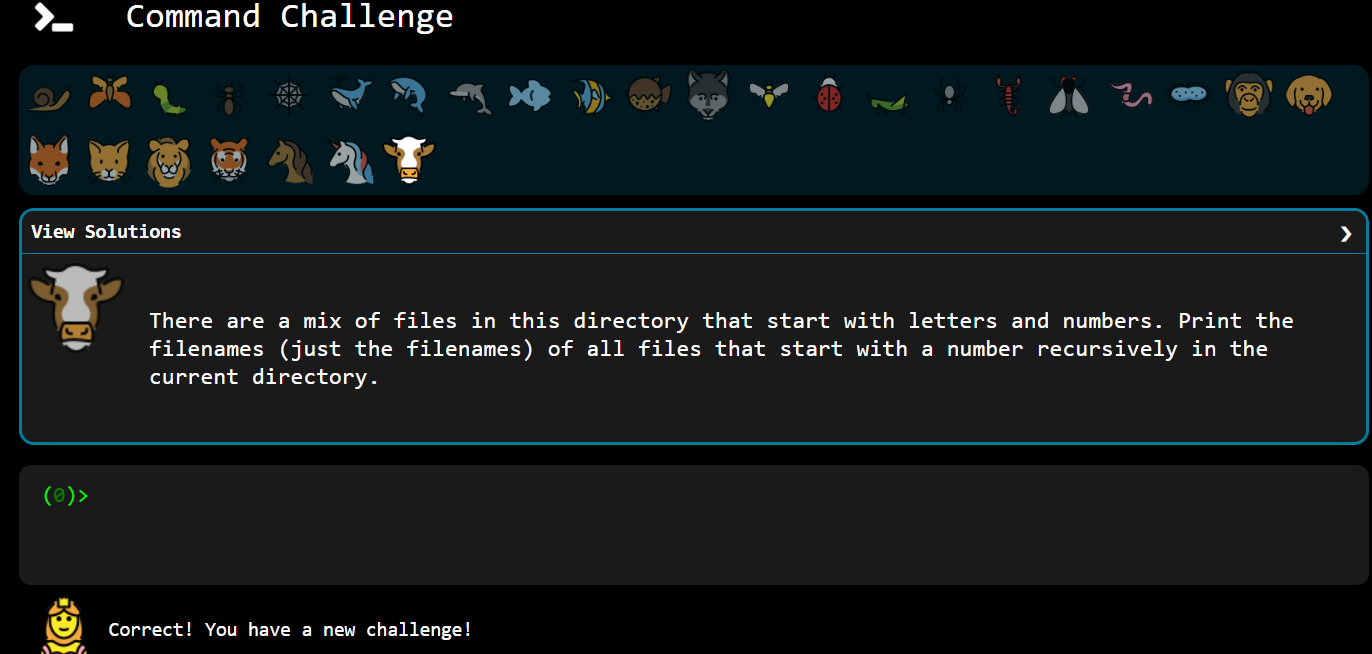 Command Challenge
View Solutions
There are a mix of files in this directory that start with letters and numbers. Print the
filenames (just the filenames) of all files that start with a number recursively in the
current directory.
(0)>
Correct! You have a new challenge!